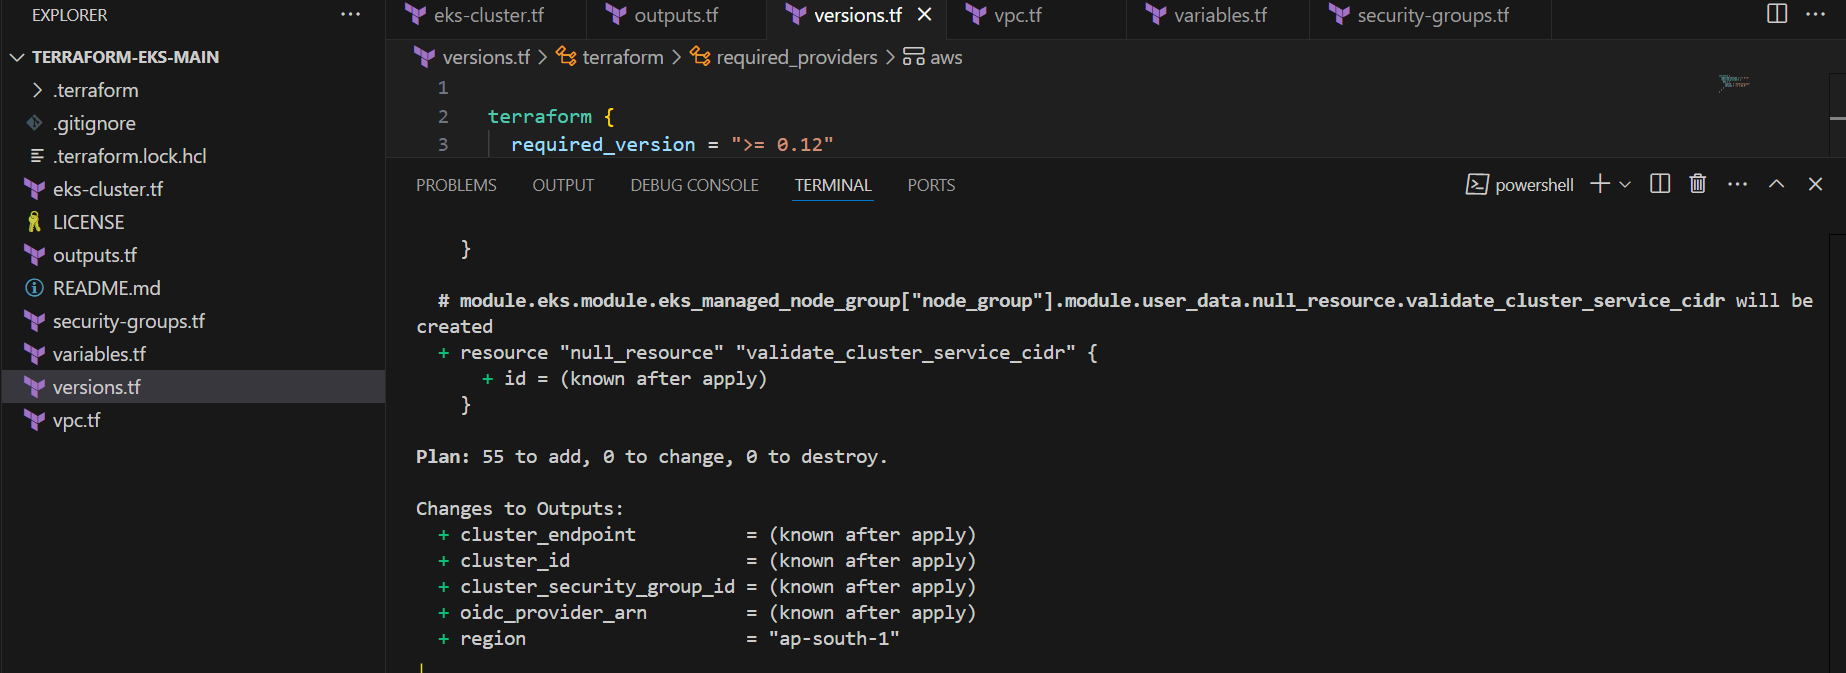 EXPLORER
TERRAFORM-EKS-MAIN
.terraform
.gitignore
.terraform.lock.hcl
eks-cluster.tf
LICENSE
outputs.tf
README.md
security-groups.tf
variables.tf
versions.tf
vpc.tf
eks-cluster.tf
outputs.tf
versions.tf
vpc.tf
variables.tf
security-groups.tf
versions.tf > terraform > required_providers > aws
1
2 terraform {
3 required_version = ">= 0.12"
PROBLEMS OUTPUT DEBUG CONSOLE TERMINAL PORTS
powershell
}
# module.eks.module.eks_managed_node_group["node_group"].module.user_data.null_resource.validate_cluster_service_cidr will be
created
+ resource "null_resource" "validate_cluster_service_cidr" {
+ id = (known after apply)
}
Plan: 55 to add, 0 to change, 0 to destroy.
Changes to Outputs:
+ cluster_endpoint = (known after apply)
+ cluster_id = (known after apply)
+ cluster_security_group_id = (known after apply)
+ oidc_provider_arn = (known after apply)
+ region = "ap-south-1"